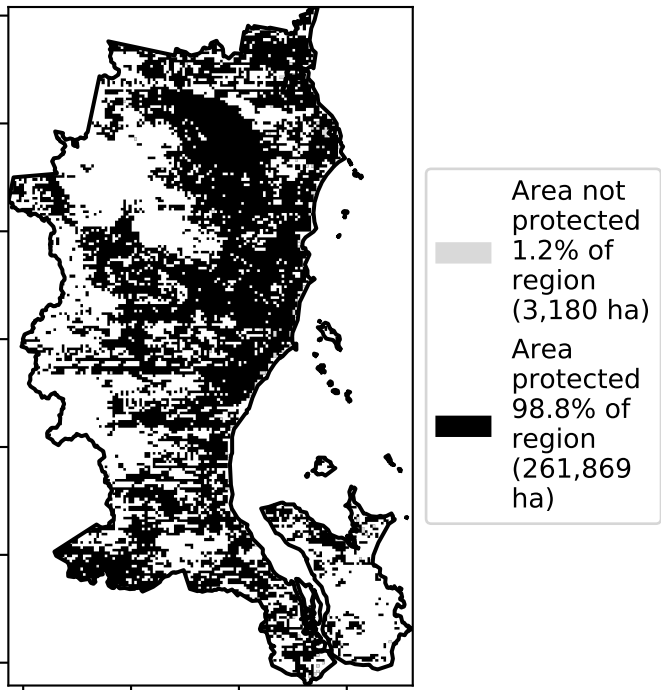 Area not
protected
1.2% of
region
(3,180 ha)
Area
protected
98.8% of
region
(261,869
ha)